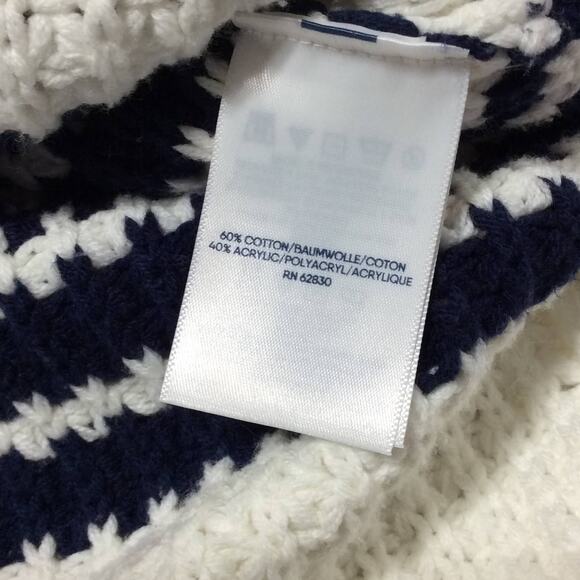 60% COTTON/BAUMWOLLE/COTON
40% ACRYLIC/POLYACRYL/ACRYLIQUE
RN 62830